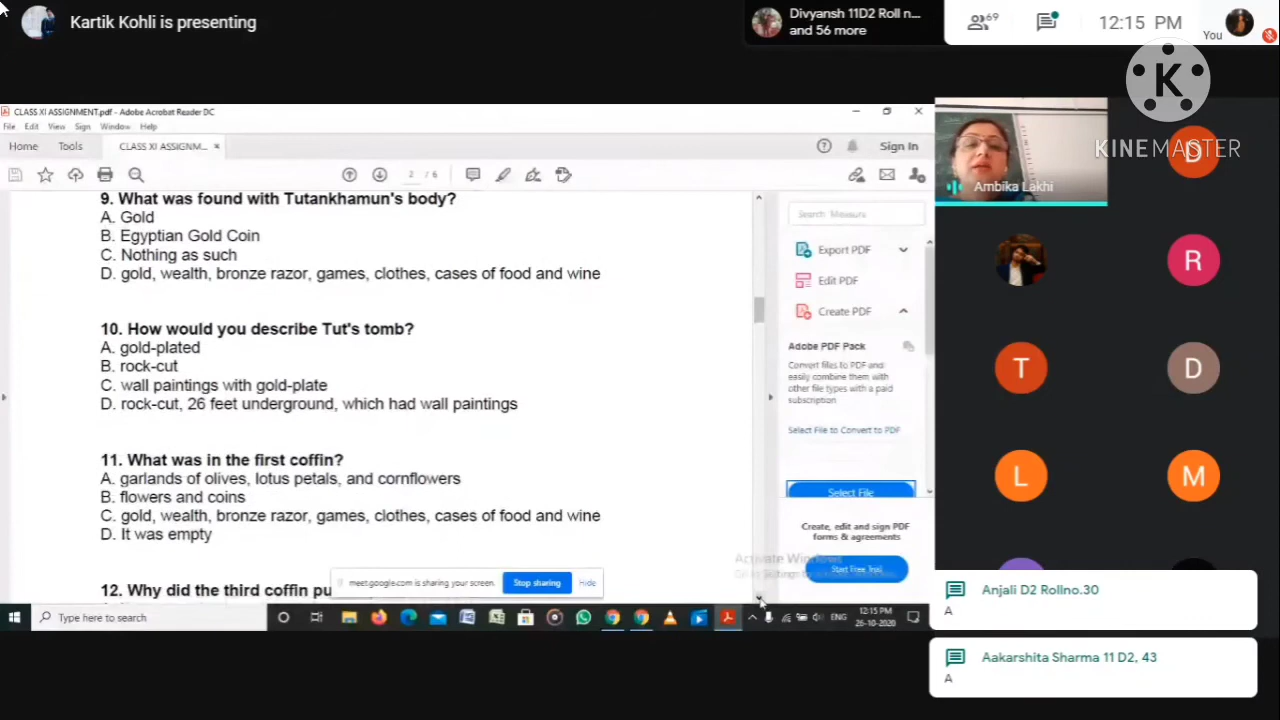 Kartik Kohli is presenting
Divyansh 11D2 Roll n...
and 56 more
69
12:15 PM
You
K
KINEMASTER
CLASS XI ASSIGNMENT.pdf - Adobe Acrobat Reader DC
File Edit View Sign Window Help
Home Tools CLASS XI ASSIGNM... × Sign In
2 / 6
9. What was found with Tutankhamun's body?
A. Gold
B. Egyptian Gold Coin
C. Nothing as such
D. gold, wealth, bronze razor, games, clothes, cases of food and wine
10. How would you describe Tut's tomb?
A. gold-plated
B. rock-cut
C. wall paintings with gold-plate
D. rock-cut, 26 feet underground, which had wall paintings
11. What was in the first coffin?
A. garlands of olives, lotus petals, and cornflowers
B. flowers and coins
C. gold, wealth, bronze razor, games, clothes, cases of food and wine
D. It was empty
12. Why did the third coffin pu
meet.google.com is sharing your screen. Stop sharing Hide
Search 'Measure'
Export PDF
Edit PDF
Create PDF
Adobe PDF Pack
Convert files to PDF and
easily combine them with
other file types with a paid
subscription
Select File to Convert to PDF
Select File
Create, edit and sign PDF
forms & agreements
Activate Windows
Start Free Trial
Type here to search
ENG
12:15 PM
26-10-2020
Ambika Lakhi
D
R
T
D
L
M
Anjali D2 Rollno.30
A
Aakarshita Sharma 11 D2, 43
A